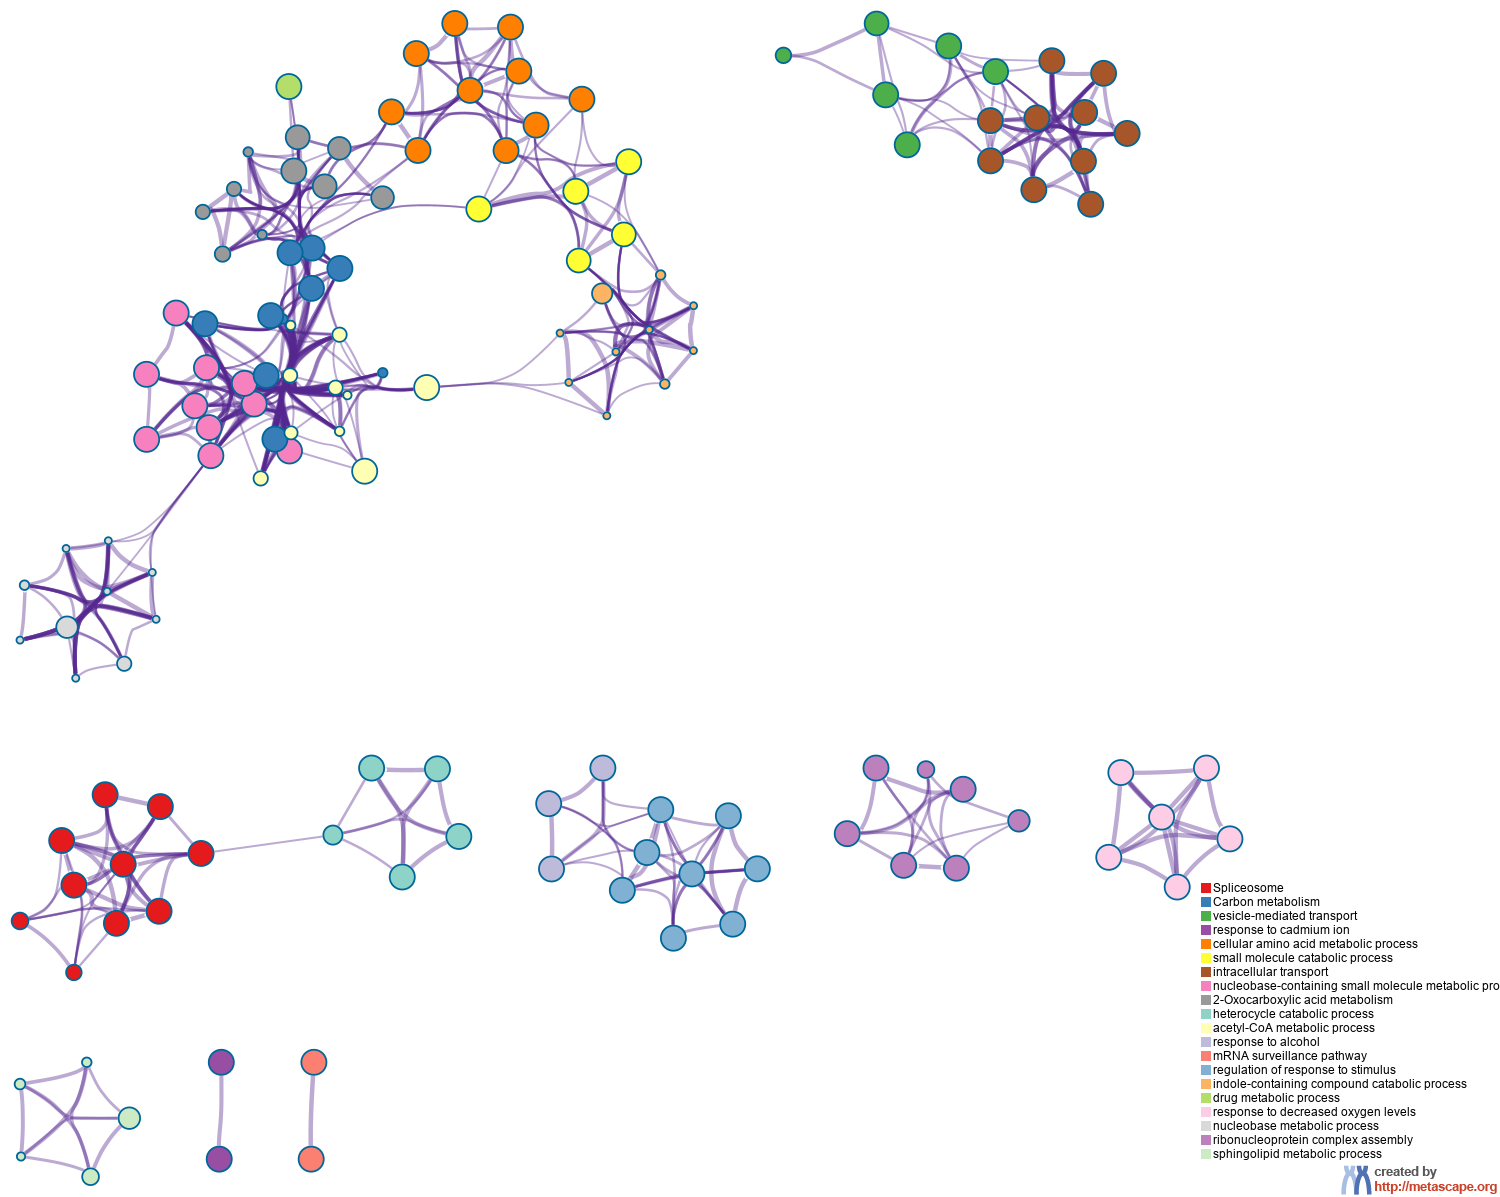 Spliceosome
Carbon metabolism
vesicle-mediated transport
response to cadmium ion
cellular amino acid metabolic process
small molecule catabolic process
intracellular transport
nucleobase-containing small molecule metabolic pro
2-Oxocarboxylic acid metabolism
heterocycle catabolic process
acetyl-CoA metabolic process
response to alcohol
mRNA surveillance pathway
regulation of response to stimulus
indole-containing compound catabolic process
drug metabolic process
response to decreased oxygen levels
nucleobase metabolic process
ribonucleoprotein complex assembly
sphingolipid metabolic process
created by
http://metascape.org